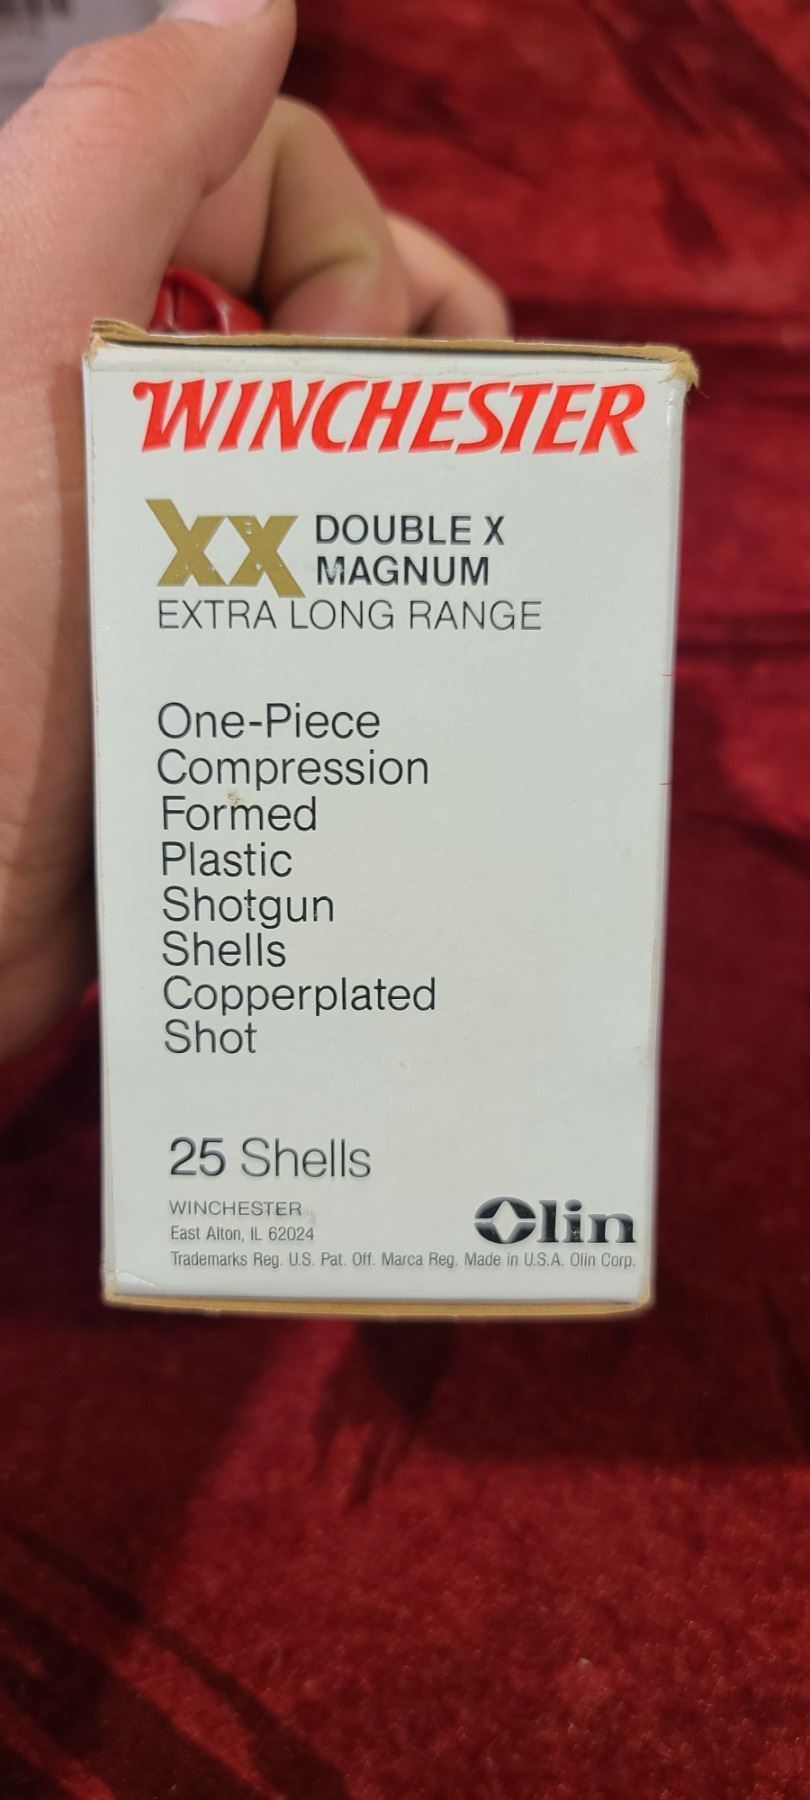 WINCHESTER
XX DOUBLE X
MAGNUM
EXTRA LONG RANGE
One-Piece
Compression
Formed
Plastic
Shotgun
Shells
Copperplated
Shot
25 Shells
WINCHESTER
East Alton, IL 62024
Olin
Trademarks Reg. U.S. Pat. Off. Marca Reg. Made in U.S.A. Olin Corp.